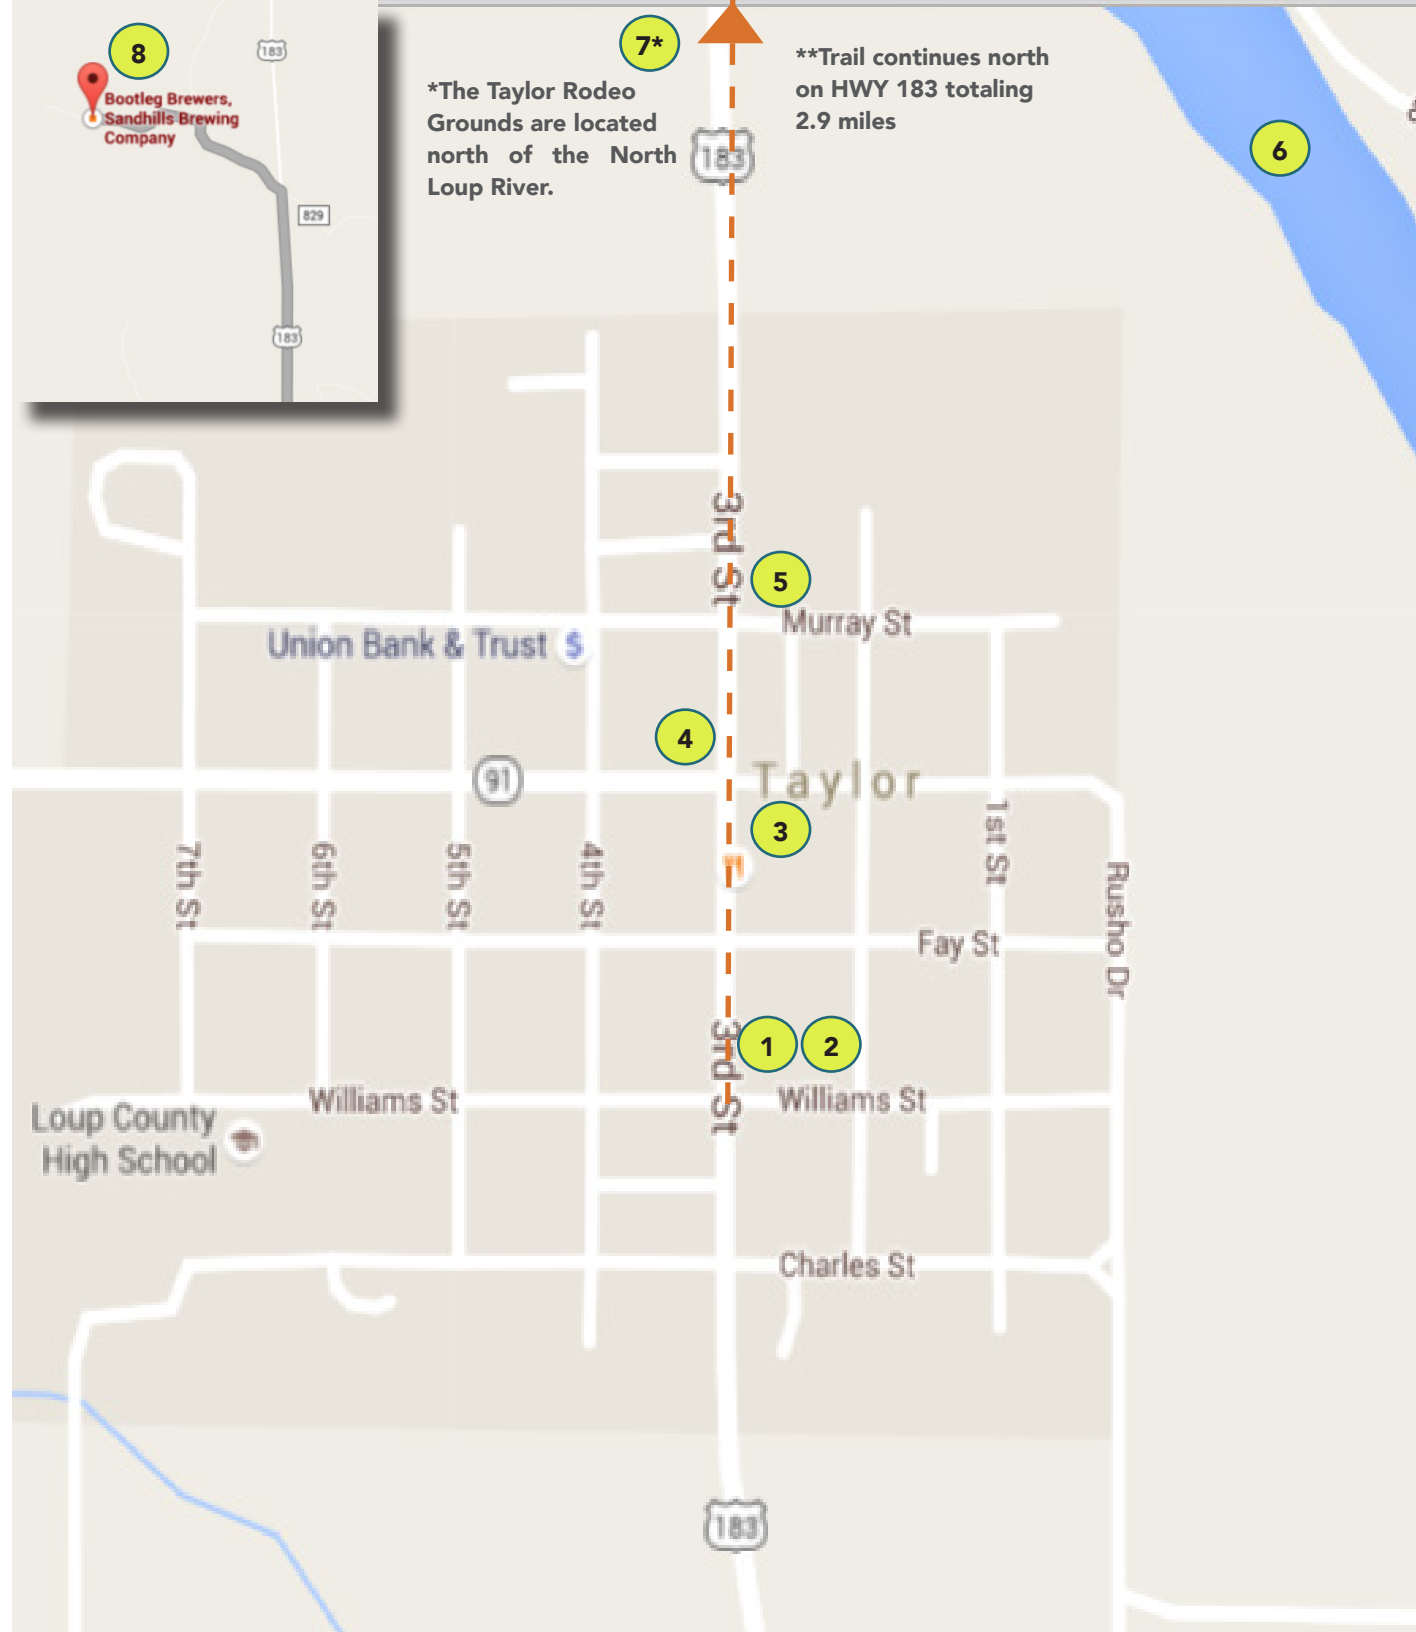 8
183
Bootleg Brewers,
Sandhills Brewing
Company
829
183
7*
*The Taylor Rodeo
Grounds are located
north of the North
Loup River.
**Trail continues north
on HWY 183 totaling
2.9 miles
183
6
3rd St
5
Murray St
Union Bank & Trust $
4
91
Taylor
3
7th St
6th St
5th St
4th St
1st St
Rusho Dr
Fay St
3rd St
1
2
Williams St
Williams St
Loup County
High School
Charles St
183